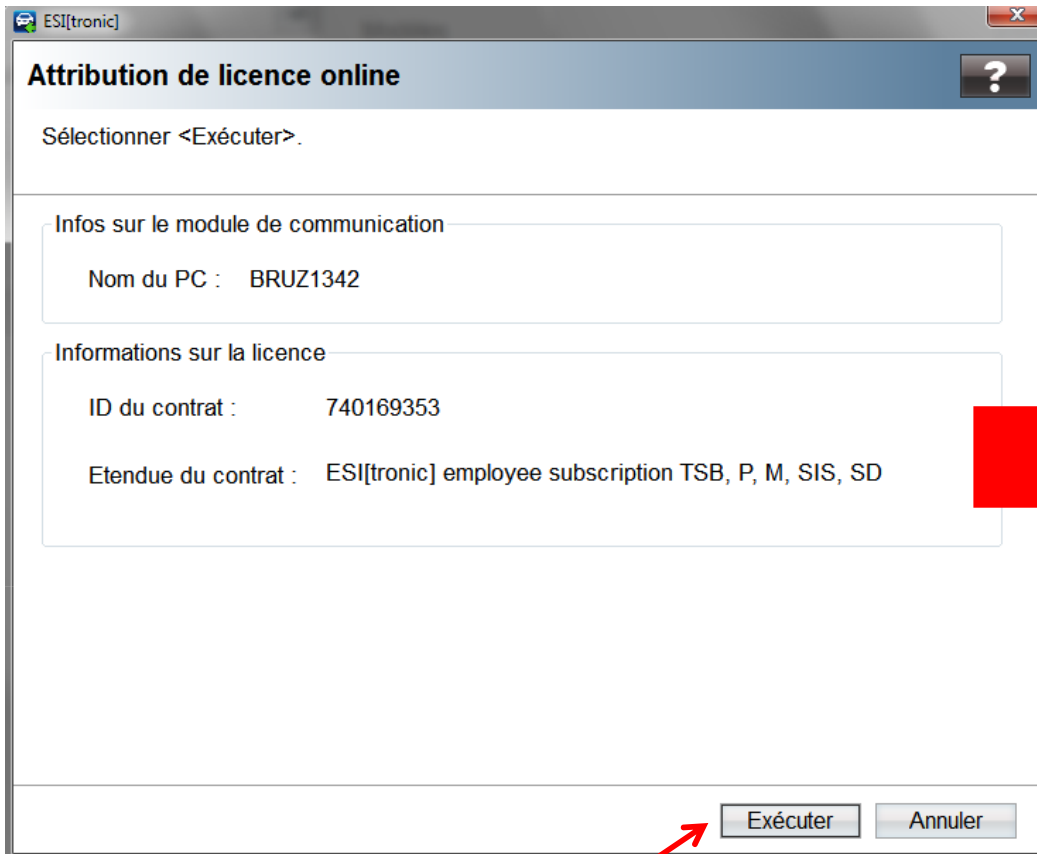 ESI[tronic]
Attribution de licence online
?
Sélectionner <Exécuter>.
Infos sur le module de communication
Nom du PC : BRUZ1342
Informations sur la licence
ID du contrat : 740169353
Etendue du contrat : ESI[tronic] employee subscription TSB, P, M, SIS, SD
Exécuter Annuler